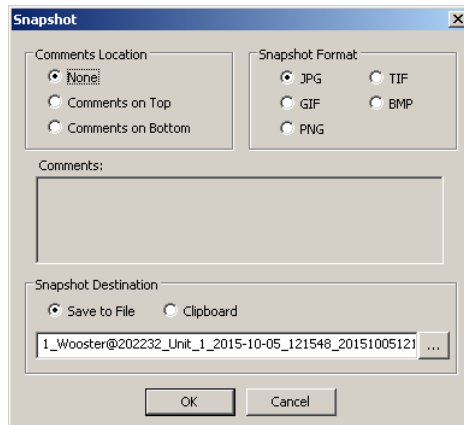 Snapshot
Comments Location
None
Comments on Top
Comments on Bottom
Snapshot Format
JPG
TIF
GIF
BMP
PNG
Comments:
Snapshot Destination
Save to File
Clipboard
1_Wooster@202232_Unit_1_2015-10-05_121548_20151005121
...
OK
Cancel